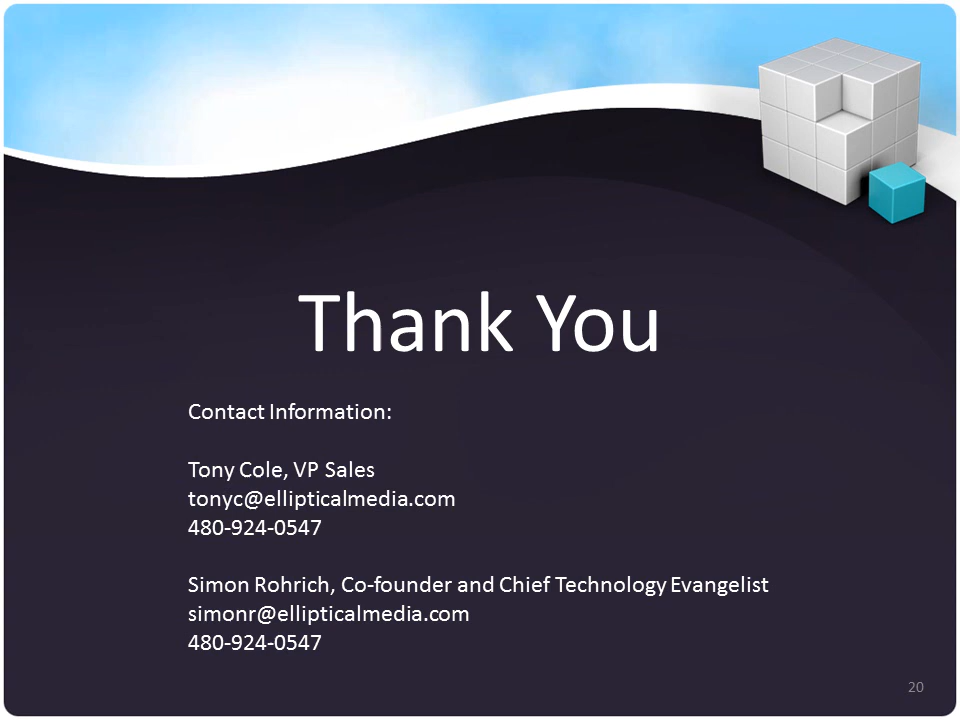 Thank You
Contact Information:
Tony Cole, VP Sales
tonyc@ellipticalmedia.com
480-924-0547
Simon Rohrich, Co-founder and Chief Technology Evangelist
simonr@ellipticalmedia.com
480-924-0547
20